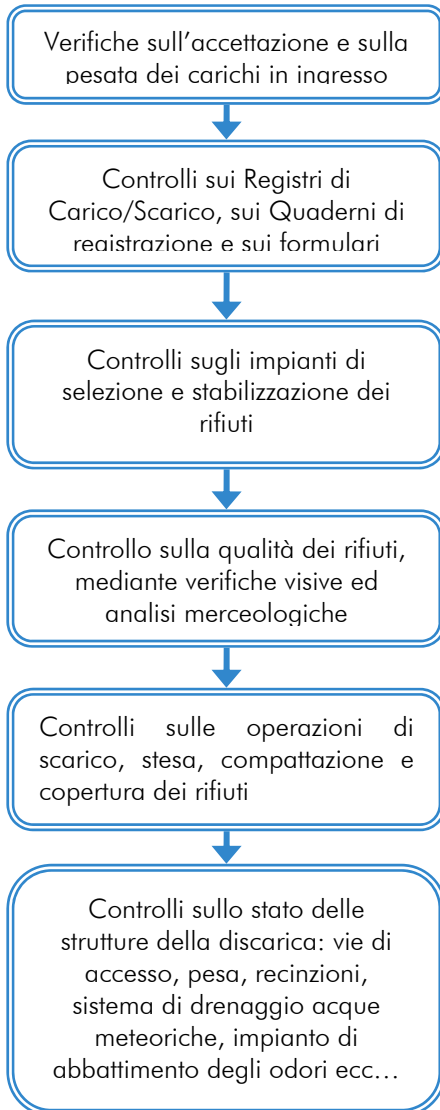 Verifiche sull’accettazione e sulla
pesata dei carichi in ingresso
Controlli sui Registri di
Carico/Scarico, sui Quaderni di
registrazione e sui formulari
Controlli sugli impianti di
selezione e stabilizzazione dei
rifiuti
Controllo sulla qualità dei rifiuti,
mediante verifiche visive ed
analisi merceologiche
Controlli sulle operazioni di
scarico, stesa, compattazione e
copertura dei rifiuti
Controlli sullo stato delle
strutture della discarica: vie di
accesso, pesa, recinzioni,
sistema di drenaggio acque
meteoriche, impianto di
abbattimento degli odori ecc…